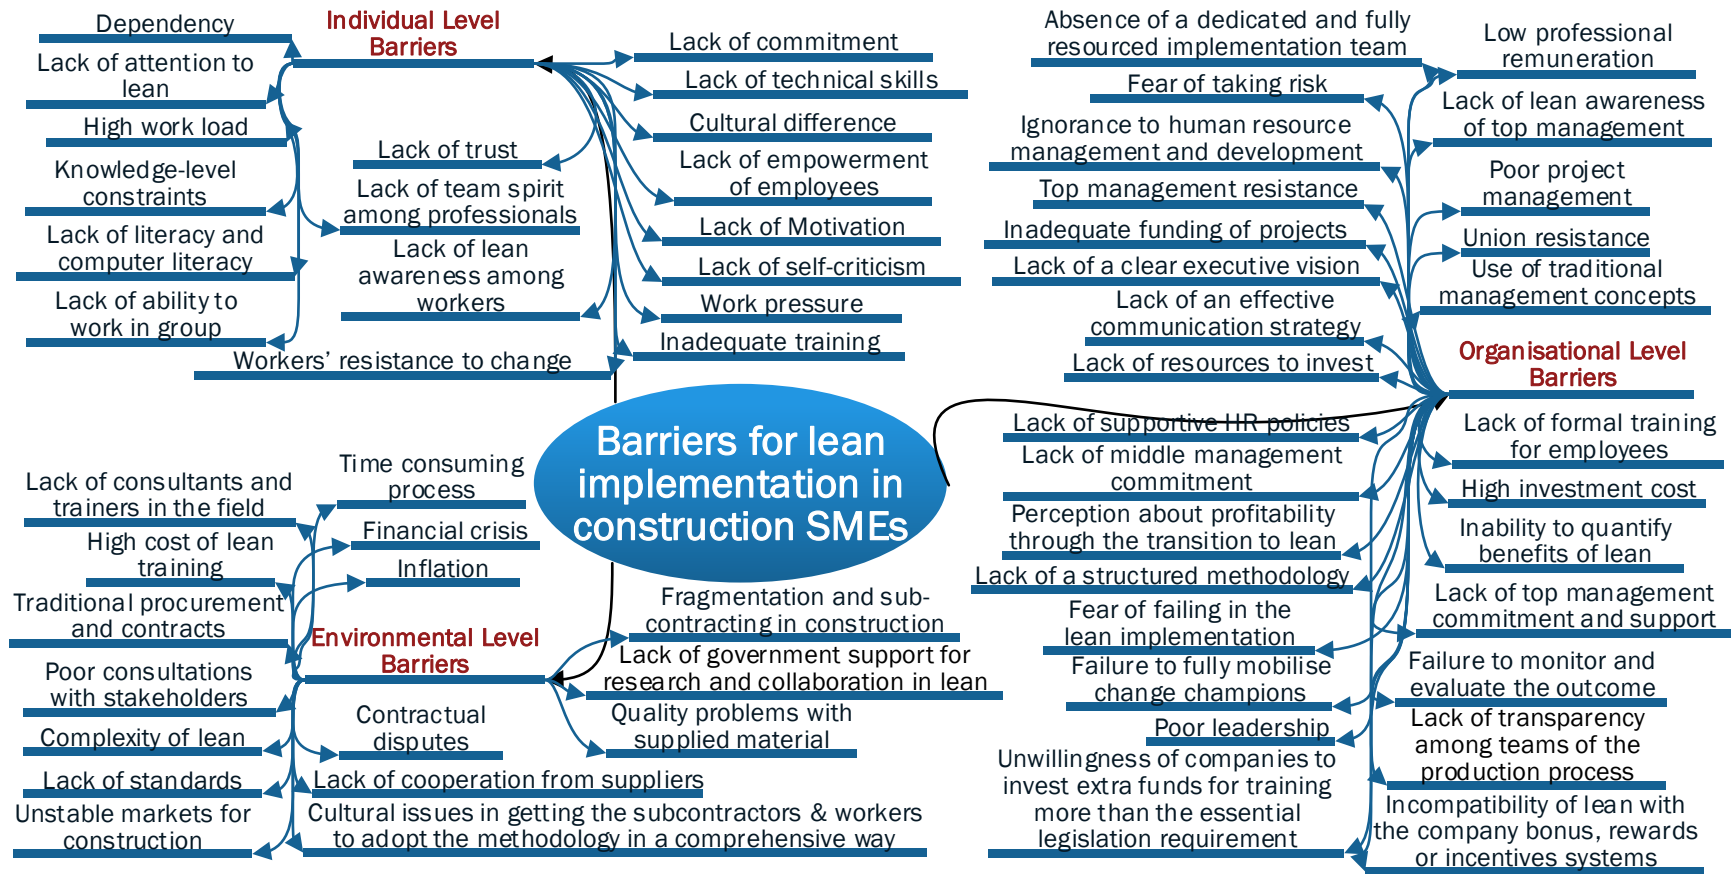 Individual Level
Barriers
Dependency
Lack of attention to
lean
High work load
Knowledge-level
constraints
Lack of literacy and
computer literacy
Lack of ability to
work in group
Workers' resistance to change
Lack of trust
Lack of team spirit
among professionals
Lack of lean
awareness among
workers
Lack of commitment
Lack of technical skills
Cultural difference
Lack of empowerment
of employees
Lack of Motivation
Lack of self-criticism
Work pressure
Inadequate training
Absence of a dedicated and fully
resourced implementation team
Fear of taking risk
Ignorance to human resource
management and development
Top management resistance
Inadequate funding of projects
Lack of a clear executive vision
Lack of an effective
communication strategy
Lack of resources to invest
Low professional
remuneration
Lack of lean awareness
of top management
Poor project
management
Union resistance
Use of traditional
management concepts
Organisational Level
Barriers
Barriers for lean
implementation in
construction SMEs
Lack of supportive HR policies
Lack of middle management
commitment
Perception about profitability
through the transition to lean
Lack of a structured methodology
Fear of failing in the
lean implementation
Failure to fully mobilise
change champions
Poor leadership
Unwillingness of companies to
invest extra funds for training
more than the essential
legislation requirement
Lack of formal training
for employees
High investment cost
Inability to quantify
benefits of lean
Lack of top management
commitment and support
Failure to monitor and
evaluate the outcome
Lack of transparency
among teams of the
production process
Incompatibility of lean with
the company bonus, rewards
or incentives systems
Lack of consultants and
trainers in the field
High cost of lean
training
Traditional procurement
and contracts
Poor consultations
with stakeholders
Complexity of lean
Lack of standards
Unstable markets for
construction
Time consuming
process
Financial crisis
Inflation
Environmental Level
Barriers
Contractual
disputes
Lack of cooperation from suppliers
Cultural issues in getting the subcontractors & workers
to adopt the methodology in a comprehensive way
Fragmentation and sub-
contracting in construction
Lack of government support for
research and collaboration in lean
Quality problems with
supplied material